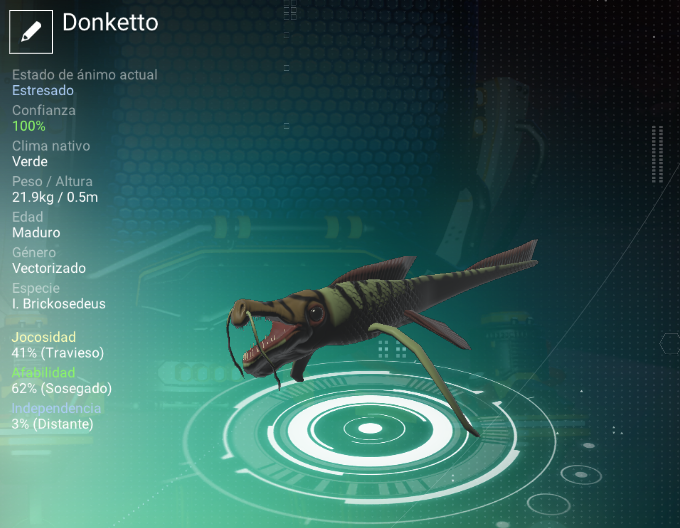 Donketto
Estado de ánimo actual
Estresado
Confianza
100%
Clima nativo
Verde
Peso / Altura
21.9kg / 0.5m
Edad
Maduro
Género
Vectorizado
Especie
I. Brickosedeus
Jocosidad
41% (Travieso)
Afabilidad
62% (Sosegado)
Independencia
3% (Distante)